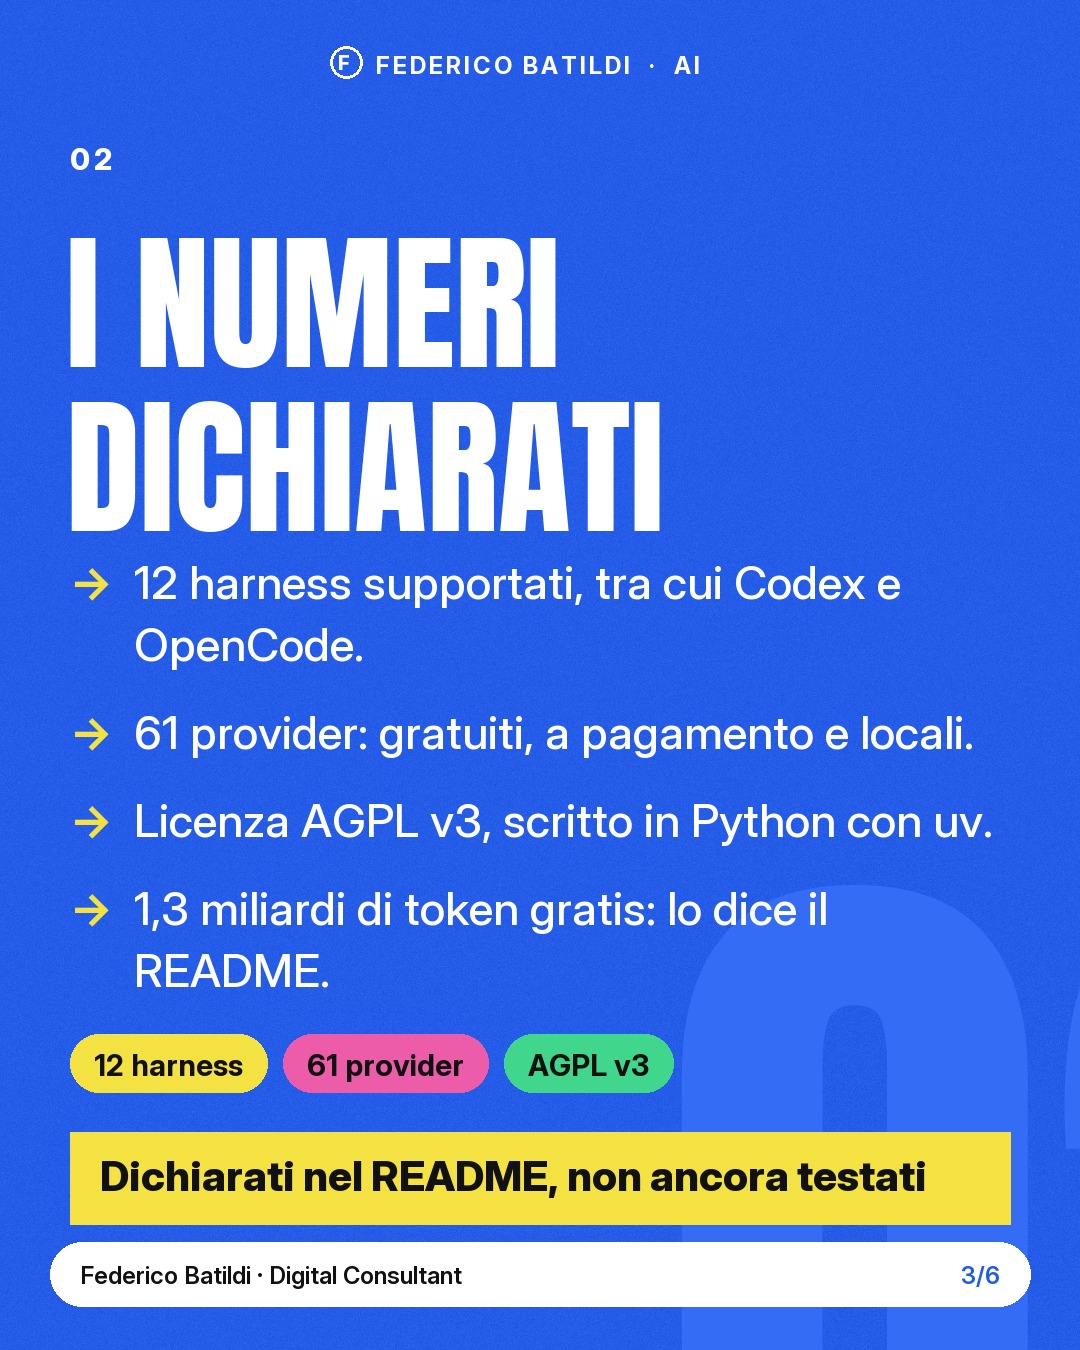 F FEDERICO BATILDI · AI
02
I NUMERI
DICHIARATI
→ 12 harness supportati, tra cui Codex e
OpenCode.
→ 61 provider: gratuiti, a pagamento e locali.
→ Licenza AGPL v3, scritto in Python con uv.
→ 1,3 miliardi di token gratis: lo dice il
README.
12 harness 61 provider AGPL v3
Dichiarati nel README, non ancora testati
Federico Batildi · Digital Consultant 3/6